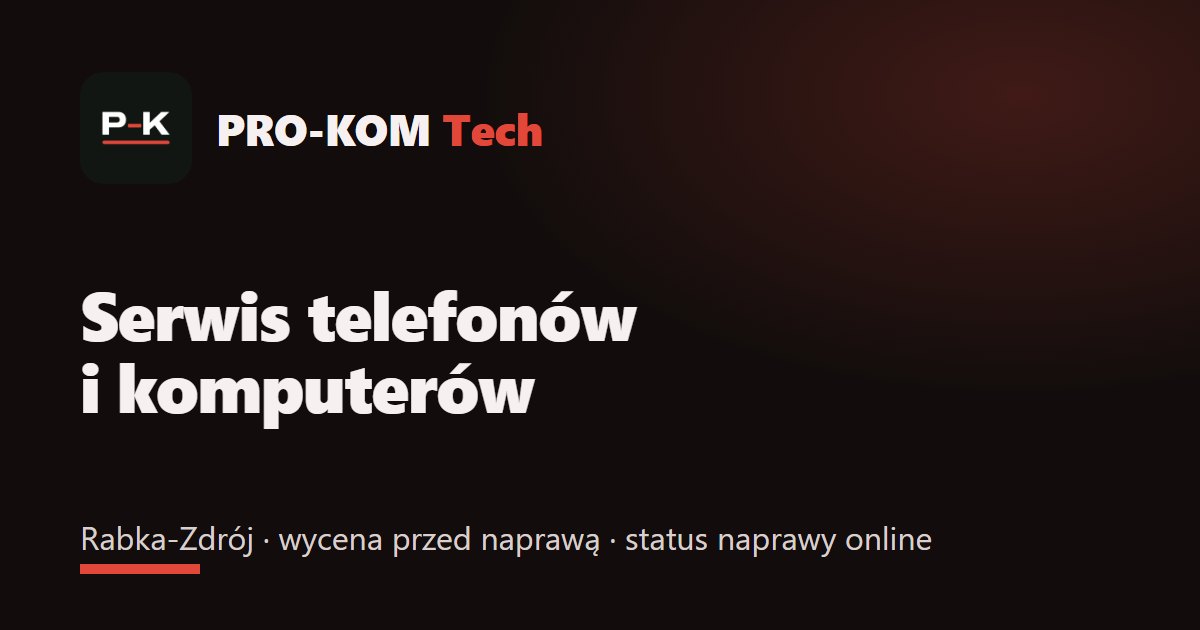 P-K
PRO-KOM Tech
Serwis telefonów
i komputerów
Rabka-Zdrój · wycena przed naprawą · status naprawy online